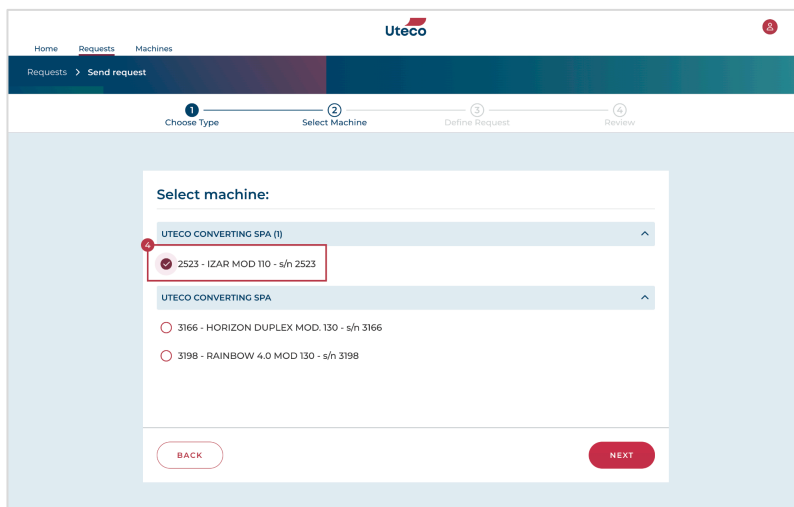 Uteco
Home Requests Machines
Requests > Send request
1 2 3 4
Choose Type Select Machine Define Request Review
Select machine:
UTECO CONVERTING SPA (1)
4
2523 - IZAR MOD 110 - s/n 2523
UTECO CONVERTING SPA
3166 - HORIZON DUPLEX MOD. 130 - s/n 3166
3198 - RAINBOW 4.0 MOD 130 - s/n 3198
BACK NEXT